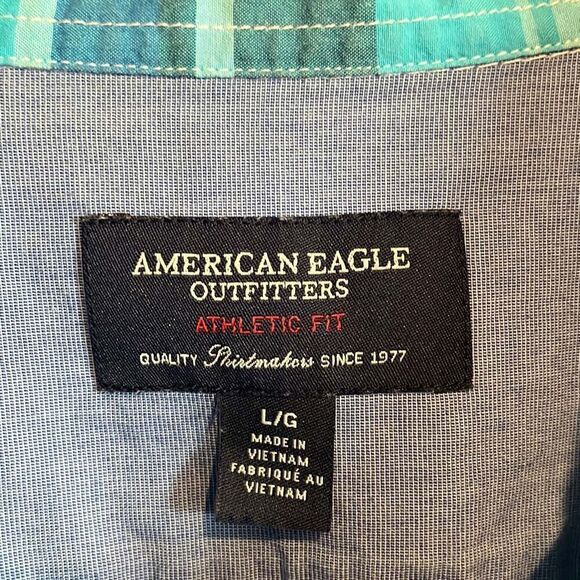 AMERICAN EAGLE
OUTFITTERS
ATHLETIC FIT
QUALITY Shirtmakers SINCE 1977
L/G
MADE IN
VIETNAM
FABRIQUÉ AU
VIETNAM